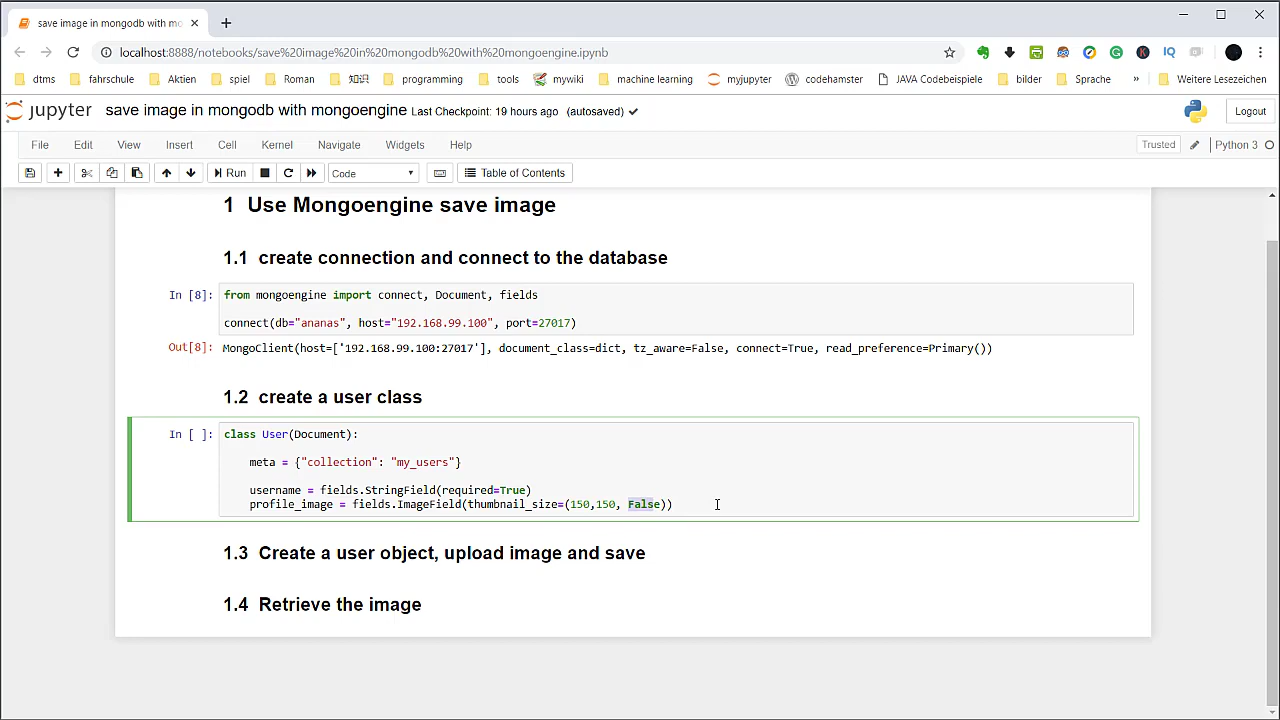 save image in mongodb with mo
localhost:8888/notebooks/save%20image%20in%20mongodb%20with%20mongoengine.ipynb
dtms fahrschule Aktien spiel Roman 知识 programming tools mywiki machine learning myjupyter codehamster JAVA Codebeispiele bilder Sprache » Weitere Lesezeichen
jupyter save image in mongodb with mongoengine Last Checkpoint: 19 hours ago (autosaved)
Logout
File Edit View Insert Cell Kernel Navigate Widgets Help Trusted Python 3
Run Code Table of Contents
1 Use Mongoengine save image
1.1 create connection and connect to the database
In [8]: from mongoengine import connect, Document, fields
connect(db="ananas", host="192.168.99.100", port=27017)
Out[8]: MongoClient(host=['192.168.99.100:27017'], document_class=dict, tz_aware=False, connect=True, read_preference=Primary())
1.2 create a user class
In [ ]: class User(Document):
meta = {"collection": "my_users"}
username = fields.StringField(required=True)
profile_image = fields.ImageField(thumbnail_size=(150,150, False))
1.3 Create a user object, upload image and save
1.4 Retrieve the image